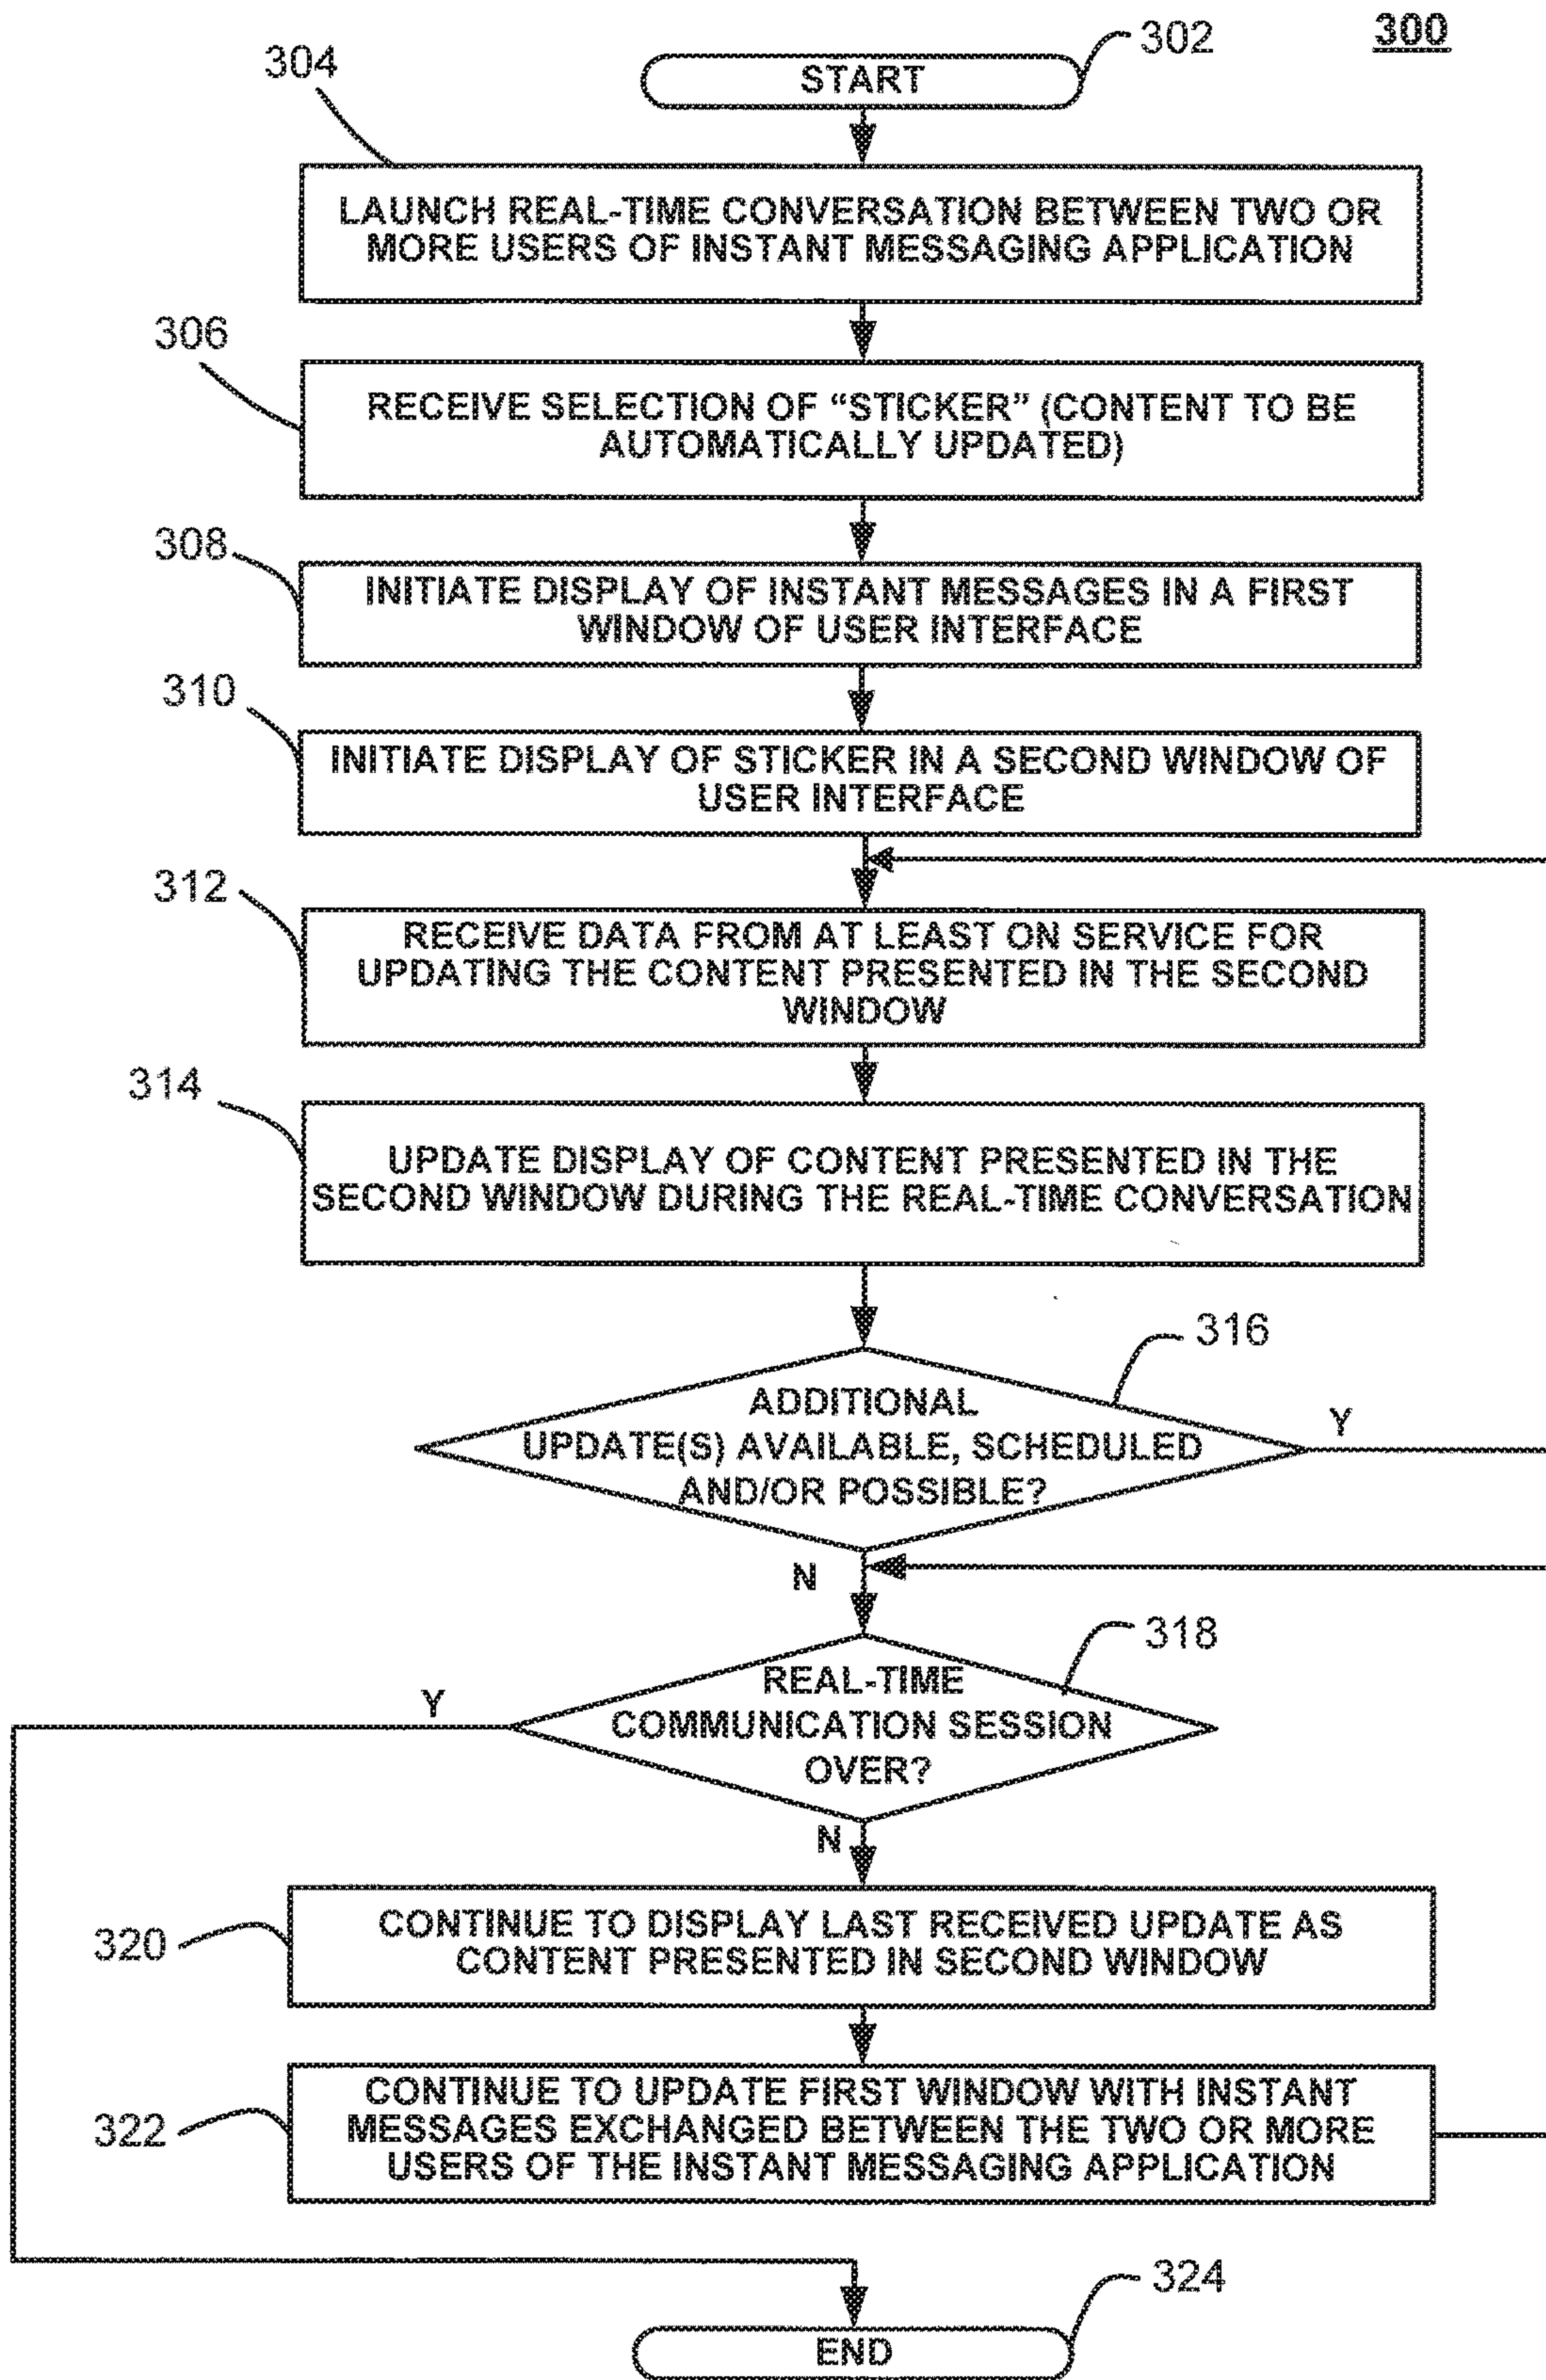 300
302
START
304
LAUNCH REAL-TIME CONVERSATION BETWEEN TWO OR
MORE USERS OF INSTANT MESSAGING APPLICATION
306
RECEIVE SELECTION OF “STICKER” (CONTENT TO BE
AUTOMATICALLY UPDATED)
308
INITIATE DISPLAY OF INSTANT MESSAGES IN A FIRST
WINDOW OF USER INTERFACE
310
INITIATE DISPLAY OF STICKER IN A SECOND WINDOW OF
USER INTERFACE
312
RECEIVE DATA FROM AT LEAST ON SERVICE FOR
UPDATING THE CONTENT PRESENTED IN THE SECOND
WINDOW
314
UPDATE DISPLAY OF CONTENT PRESENTED IN THE
SECOND WINDOW DURING THE REAL-TIME CONVERSATION
316
ADDITIONAL
UPDATE(S) AVAILABLE, SCHEDULED
AND/OR POSSIBLE?
Y
N
318
REAL-TIME
COMMUNICATION SESSION
OVER?
Y
N
320
CONTINUE TO DISPLAY LAST RECEIVED UPDATE AS
CONTENT PRESENTED IN SECOND WINDOW
322
CONTINUE TO UPDATE FIRST WINDOW WITH INSTANT
MESSAGES EXCHANGED BETWEEN THE TWO OR MORE
USERS OF THE INSTANT MESSAGING APPLICATION
324
END